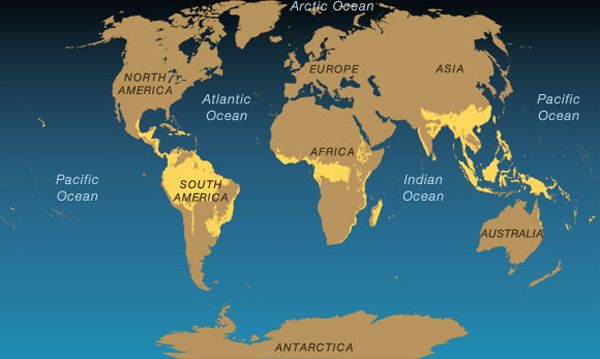 Arctic Ocean
NORTH
AMERICA
EUROPE
ASIA
Atlantic
Ocean
Pacific
Ocean
AFRICA
Pacific
Ocean
SOUTH
AMERICA
Indian
Ocean
AUSTRALIA
ANTARCTICA